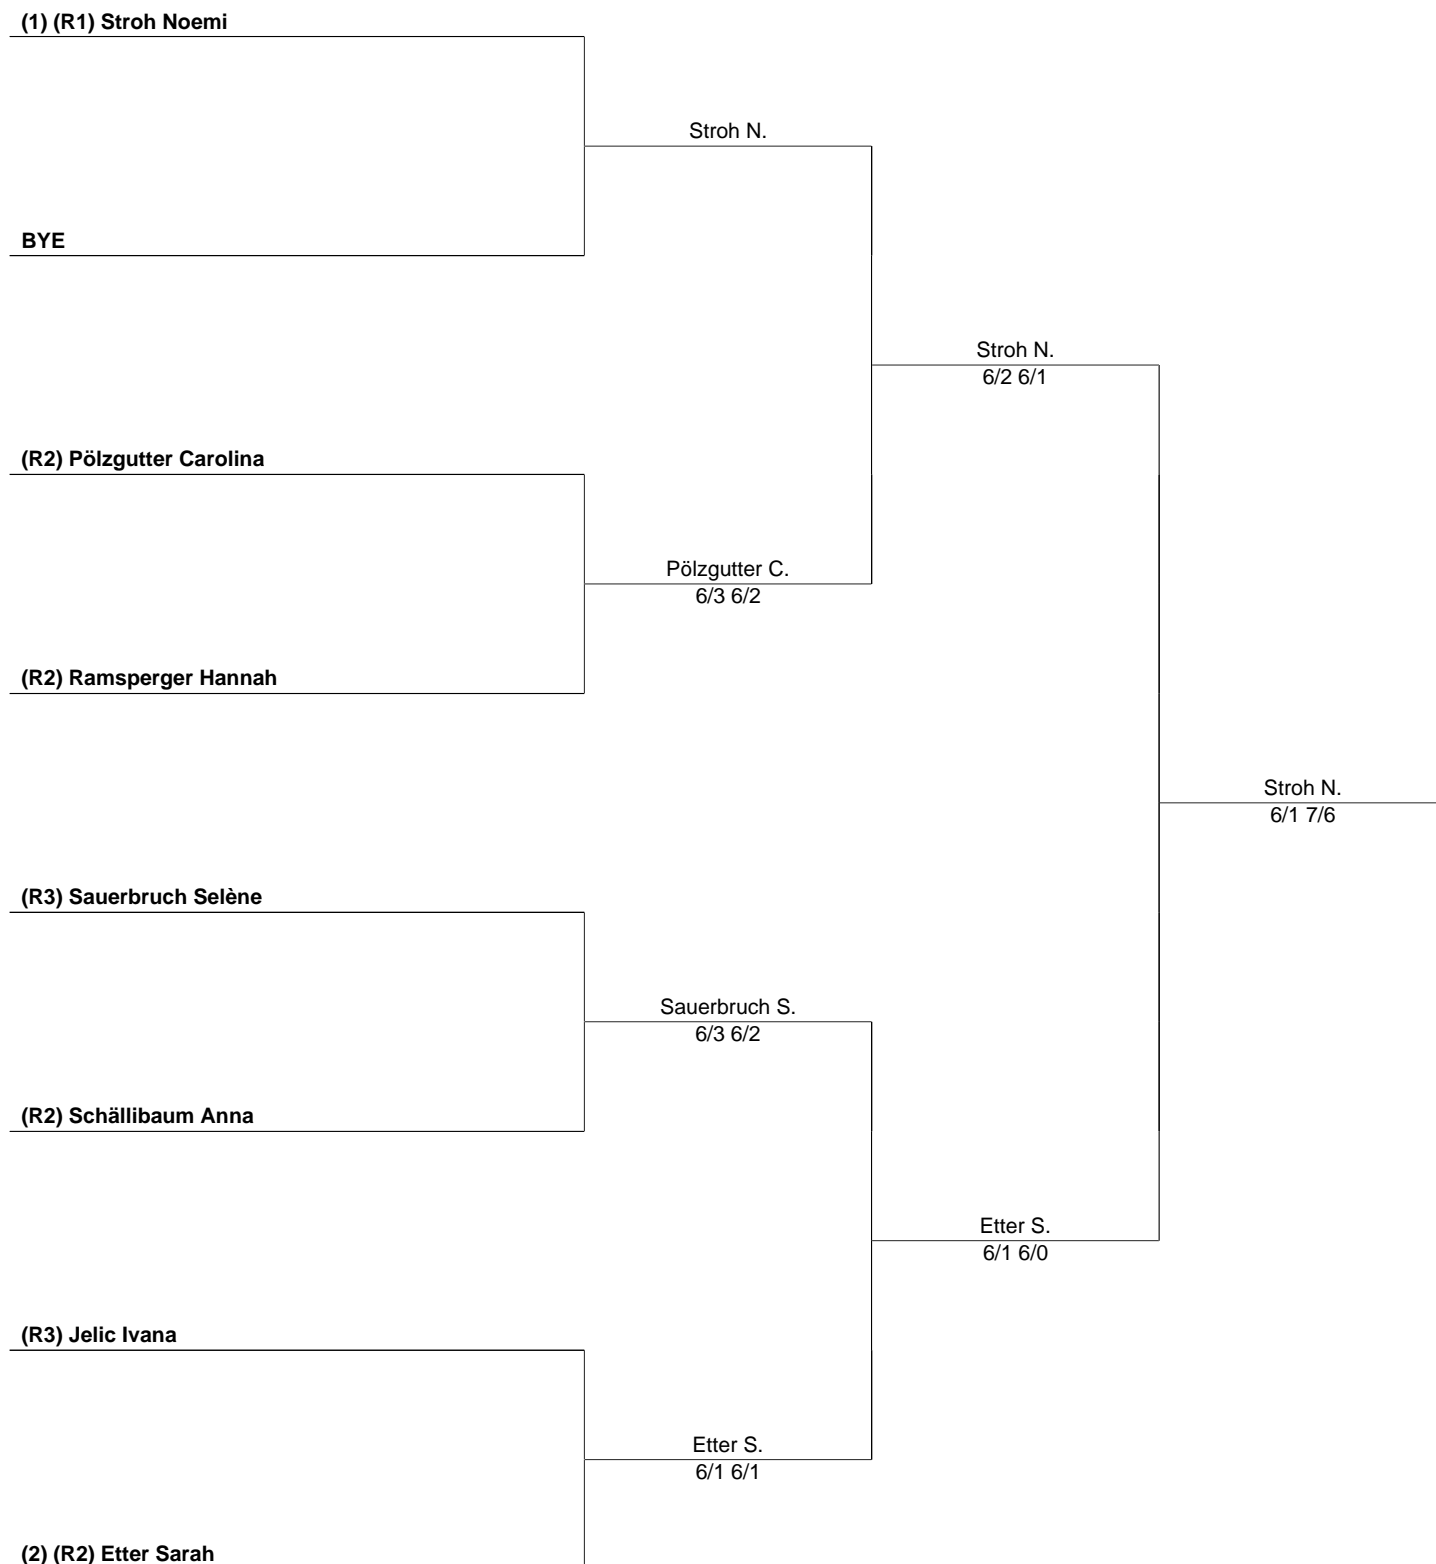 (1) (R1) Stroh Noemi
Stroh N.
BYE
Stroh N.
6/2 6/1
(R2) Pölzgutter Carolina
Pölzgutter C.
6/3 6/2
(R2) Ramsperger Hannah
Stroh N.
6/1 7/6
(R3) Sauerbruch Selène
Sauerbruch S.
6/3 6/2
(R2) Schällibaum Anna
Etter S.
6/1 6/0
(R3) Jelic Ivana
Etter S.
6/1 6/1
(2) (R2) Etter Sarah